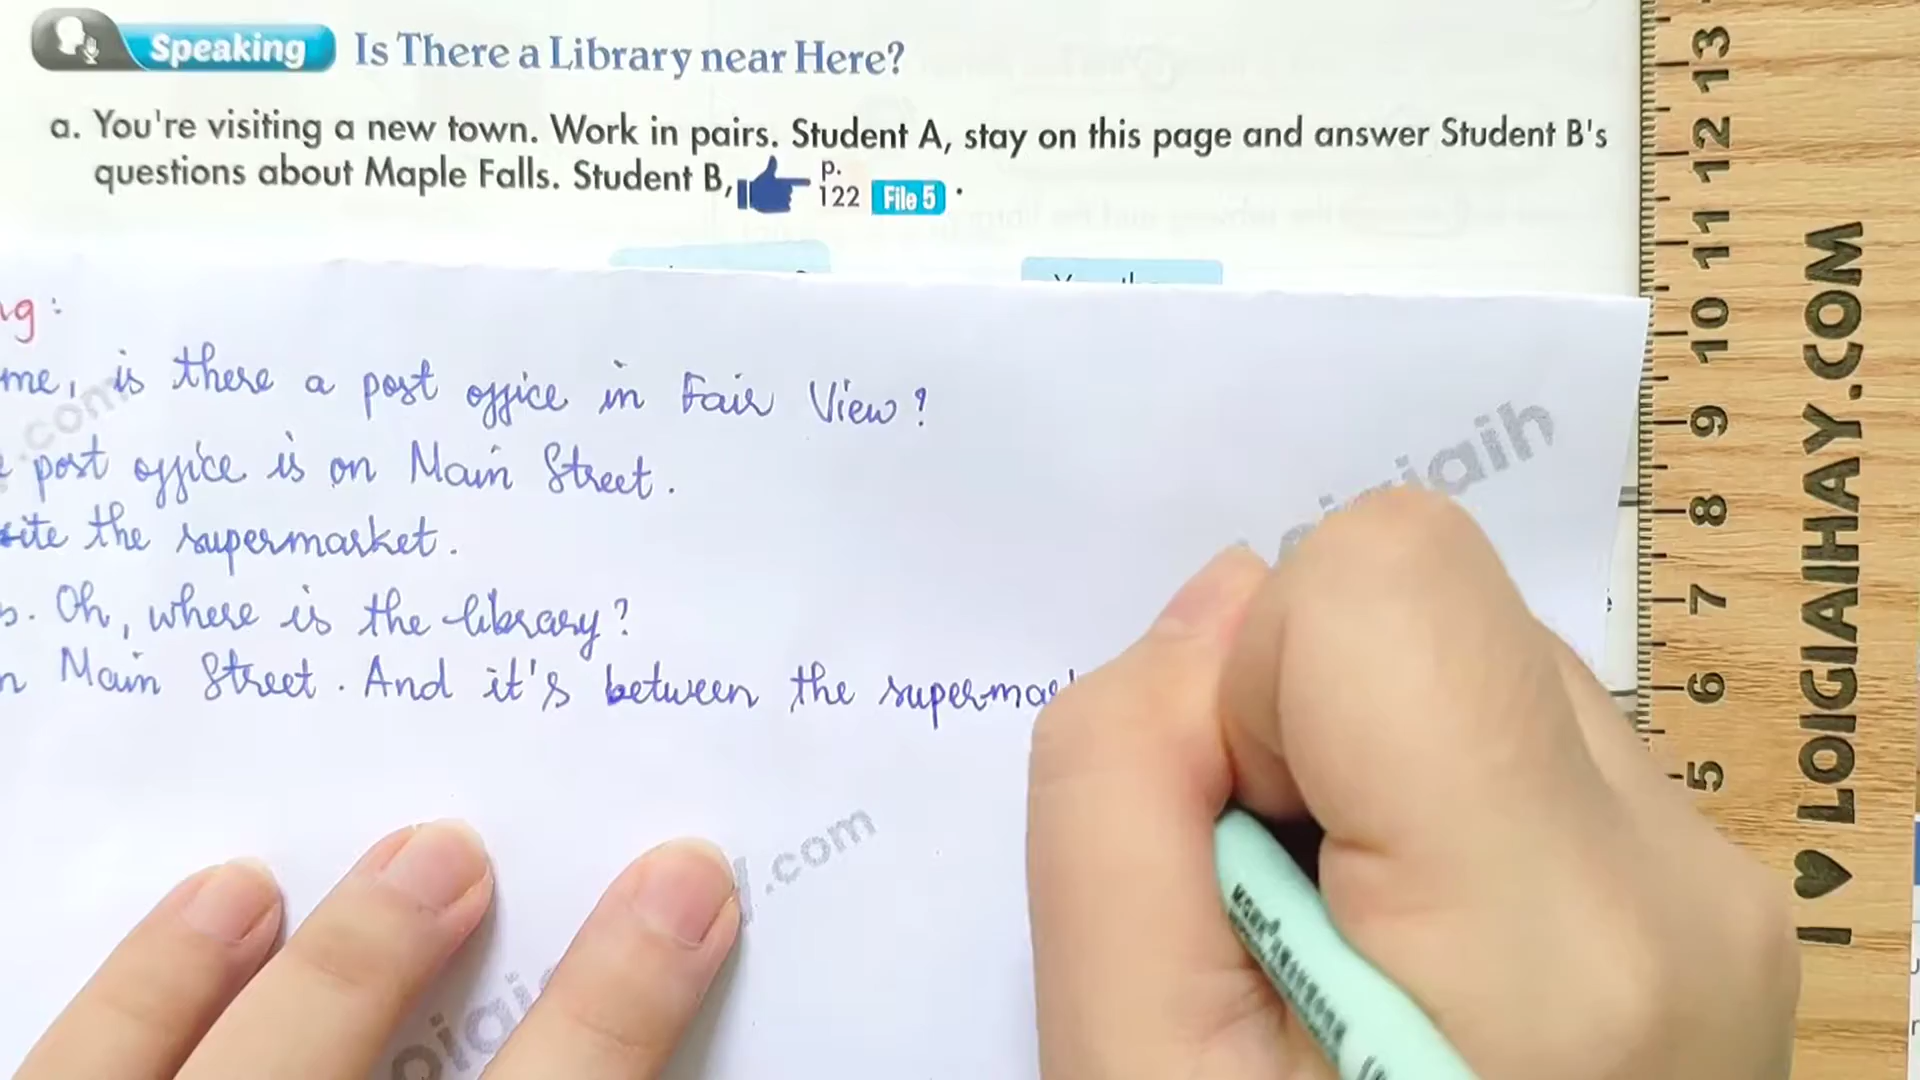 Speaking Is There a Library near Here?
a. You're visiting a new town. Work in pairs. Student A, stay on this page and answer Student B's
questions about Maple Falls. Student B, p. 122 File 5 .
me, is there a post office in Fair View?
post office is on Main Street.
the supermarket.
Oh, where is the library?
Main Street. And it's between the
.com
.com
13
12
11
10
9
8
7
6
5
I ♥ LOIGIAIHAY.COM